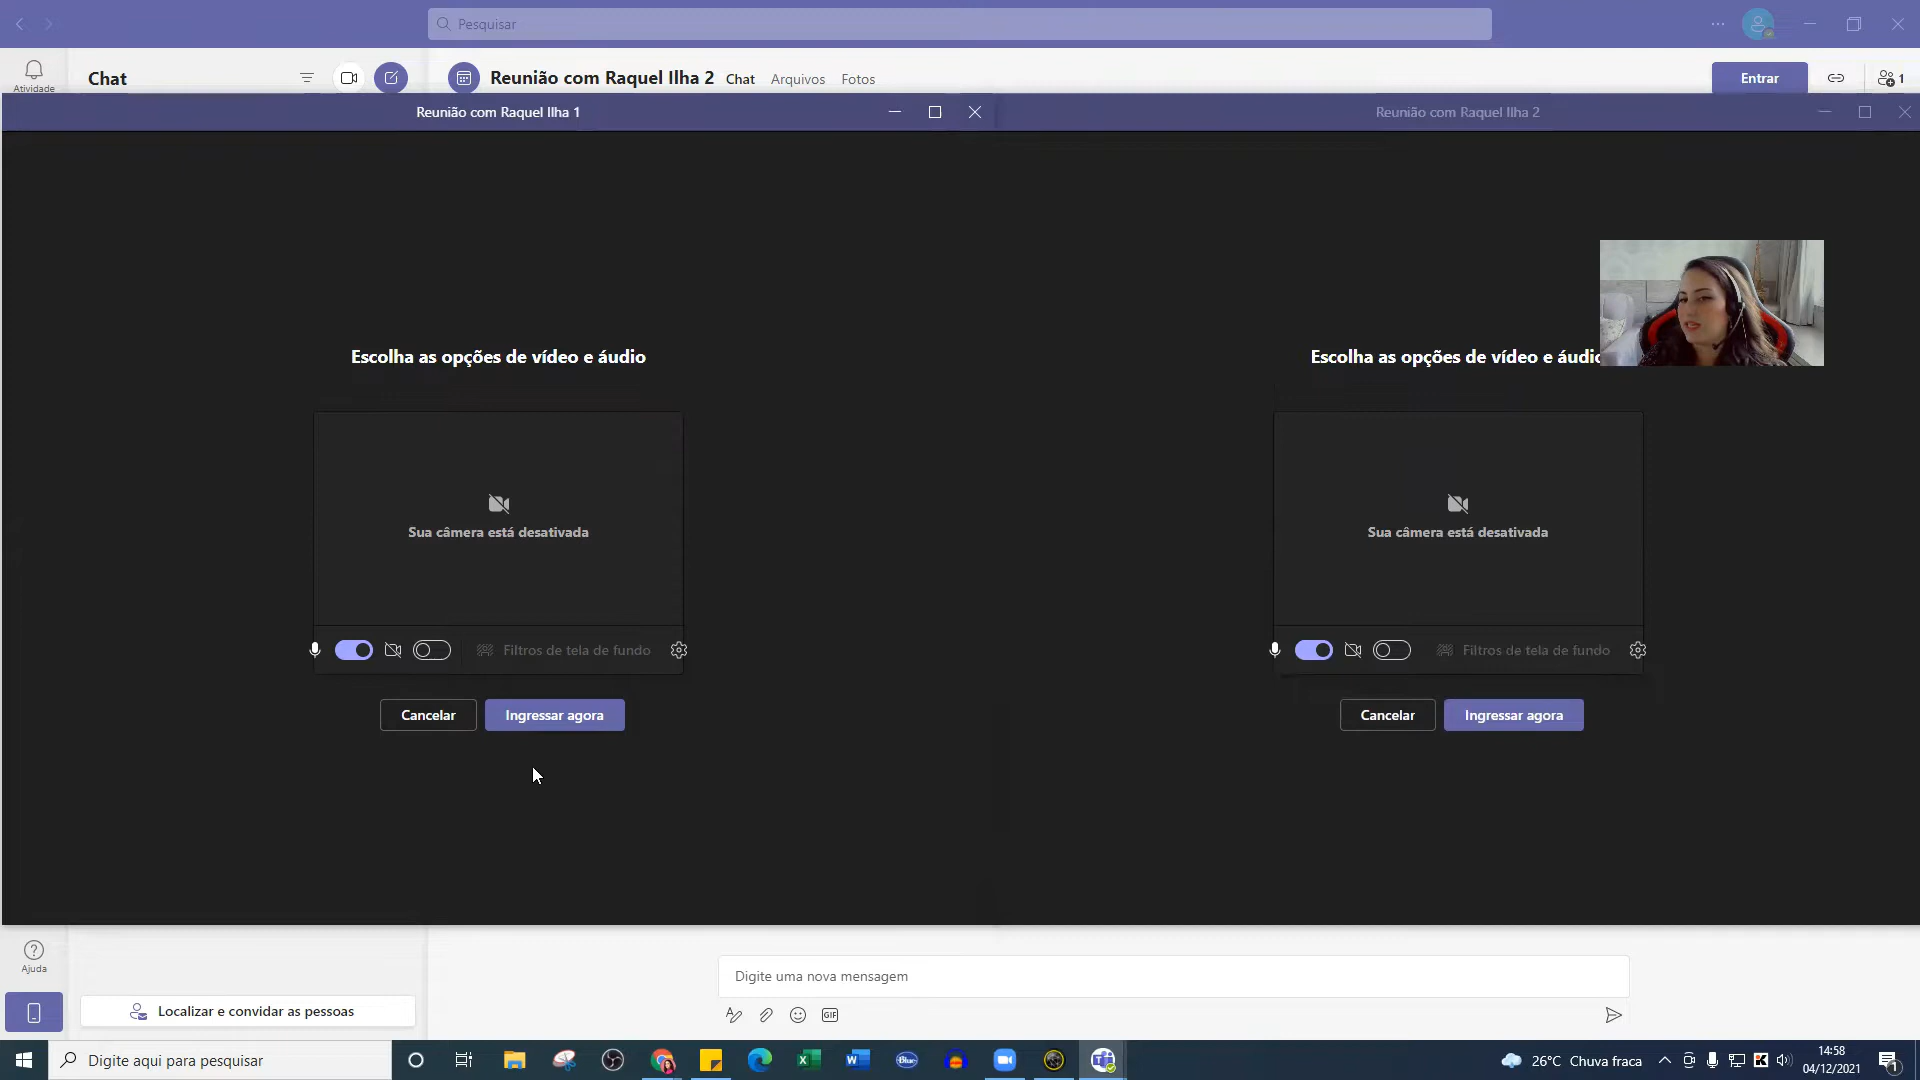 Pesquisar
Atividade
Chat
Reunião com Raquel Ilha 2 Chat Arquivos Fotos
Entrar
1
Reunião com Raquel Ilha 1
Reunião com Raquel Ilha 2
Escolha as opções de vídeo e áudio
Sua câmera está desativada
Filtros de tela de fundo
Cancelar
Ingressar agora
Escolha as opções de vídeo e áudio
Sua câmera está desativada
Filtros de tela de fundo
Cancelar
Ingressar agora
Ajuda
Localizar e convidar as pessoas
Digite uma nova mensagem
GIF
Digite aqui para pesquisar
26°C Chuva fraca
14:58
04/12/2021
1